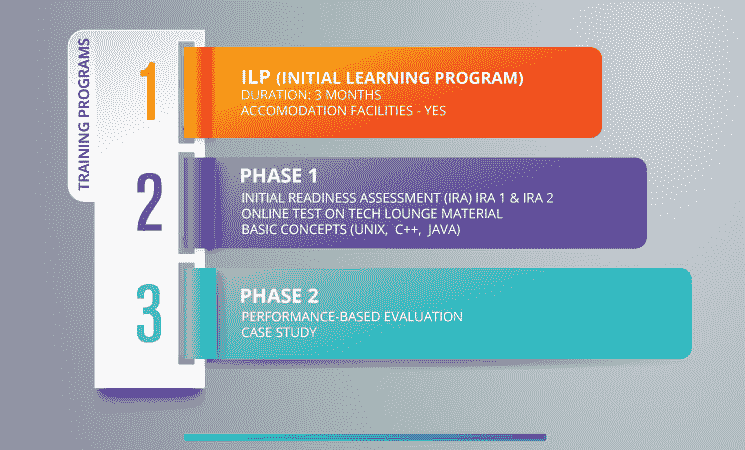 TRAINING PROGRAMS
1
ILP (INITIAL LEARNING PROGRAM)
DURATION: 3 MONTHS
ACCOMODATION FACILITIES - YES
2
PHASE 1
INITIAL READINESS ASSESSMENT (IRA) IRA 1 & IRA 2
ONLINE TEST ON TECH LOUNGE MATERIAL
BASIC CONCEPTS (UNIX, C++, JAVA)
3
PHASE 2
PERFORMANCE-BASED EVALUATION
CASE STUDY